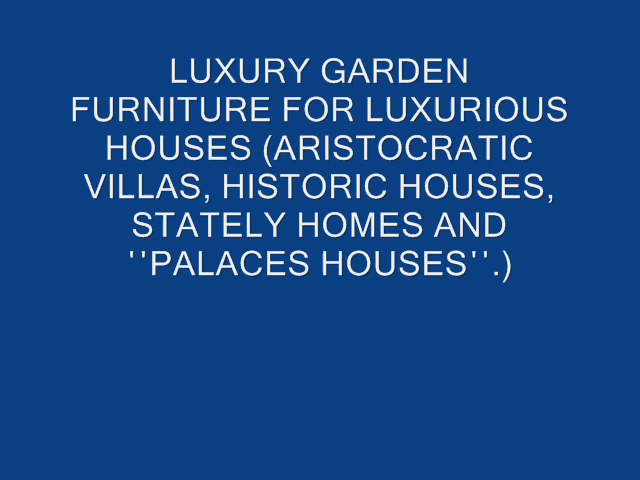 LUXURY GARDEN
FURNITURE FOR LUXURIOUS
HOUSES (ARISTOCRATIC
VILLAS, HISTORIC HOUSES,
STATELY HOMES AND
''PALACES HOUSES''.)